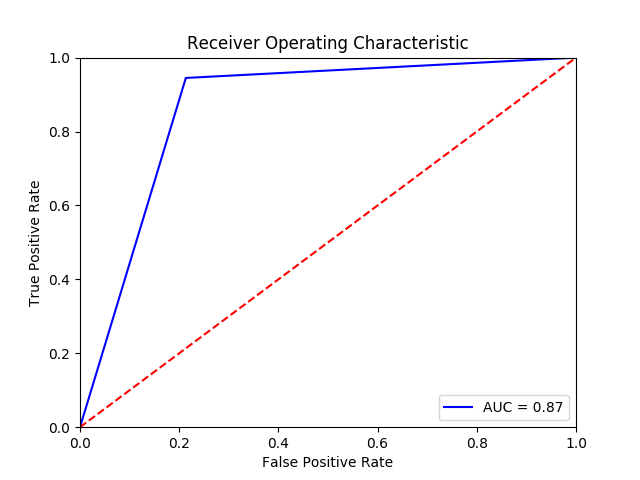 Receiver Operating Characteristic
True Positive Rate
1.0
0.8
0.6
0.4
0.2
0.0
AUC = 0.87
0.0 0.2 0.4 0.6 0.8 1.0
False Positive Rate